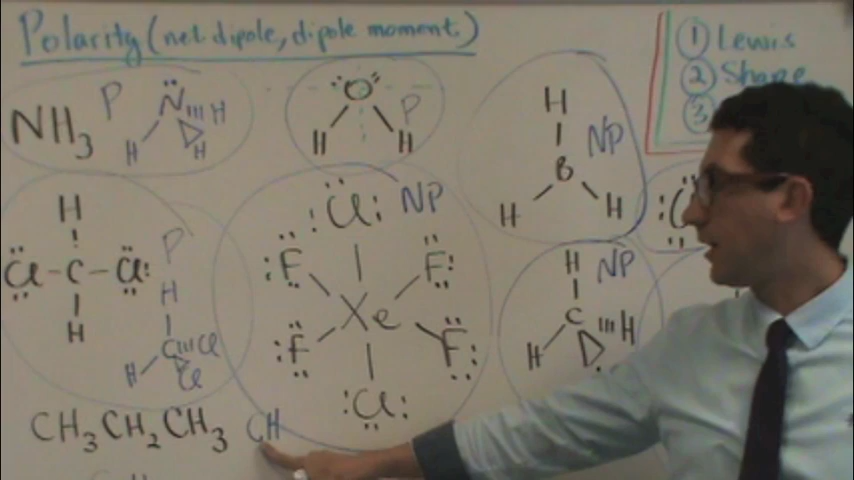 Polarity (net dipole, dipole moment)
① Lewis
② Shape
③
NH₃ P N H H H
O H H P
H B H H NP
H
Cl - C - Cl
H
P
H
C Cl
H Cl
Cl NP
F F
Xe
F F
Cl
H NP
C H
H
CH₃CH₂CH₃ CH